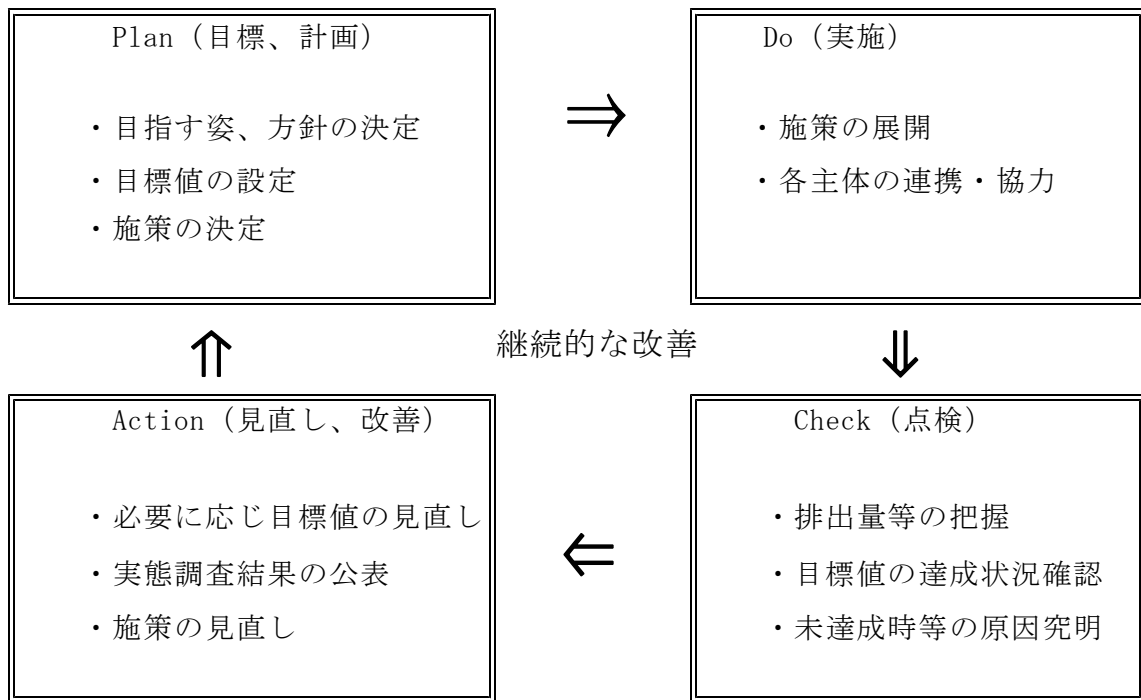 Plan（目標、計画）
・目指す姿、方針の決定
・目標値の設定
・施策の決定
⇒
Do（実施）
・施策の展開
・各主体の連携・協力
⇑
継続的な改善
⇓
Action（見直し、改善）
・必要に応じ目標値の見直し
・実態調査結果の公表
・施策の見直し
⇐
Check（点検）
・排出量等の把握
・目標値の達成状況確認
・未達成時等の原因究明